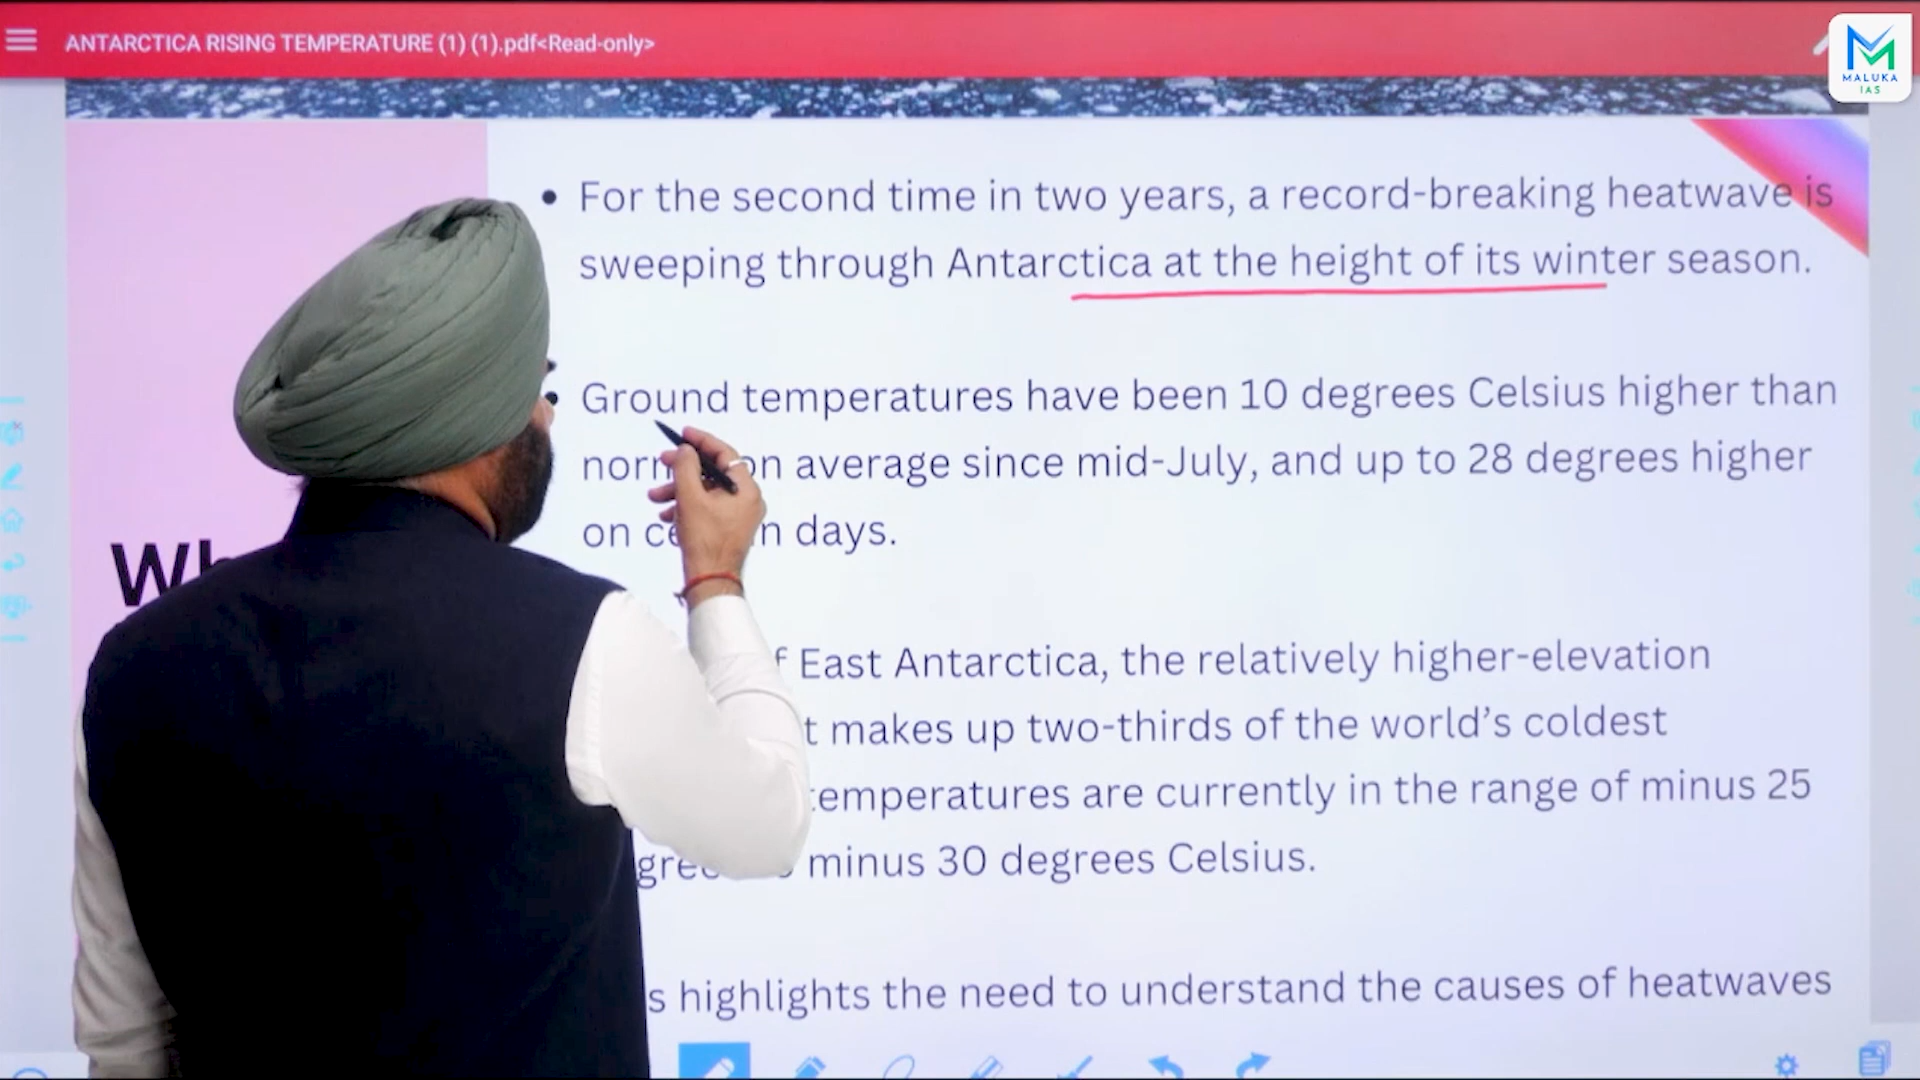 ANTARCTICA RISING TEMPERATURE (1) (1).pdf<Read-only>
MALUKA
IAS
• For the second time in two years, a record-breaking heatwave is
sweeping through Antarctica at the height of its winter season.
• Ground temperatures have been 10 degrees Celsius higher than
on average since mid-July, and up to 28 degrees higher
on days.
East Antarctica, the relatively higher-elevation
makes up two-thirds of the world's coldest
temperatures are currently in the range of minus 25
minus 30 degrees Celsius.
highlights the need to understand the causes of heatwaves